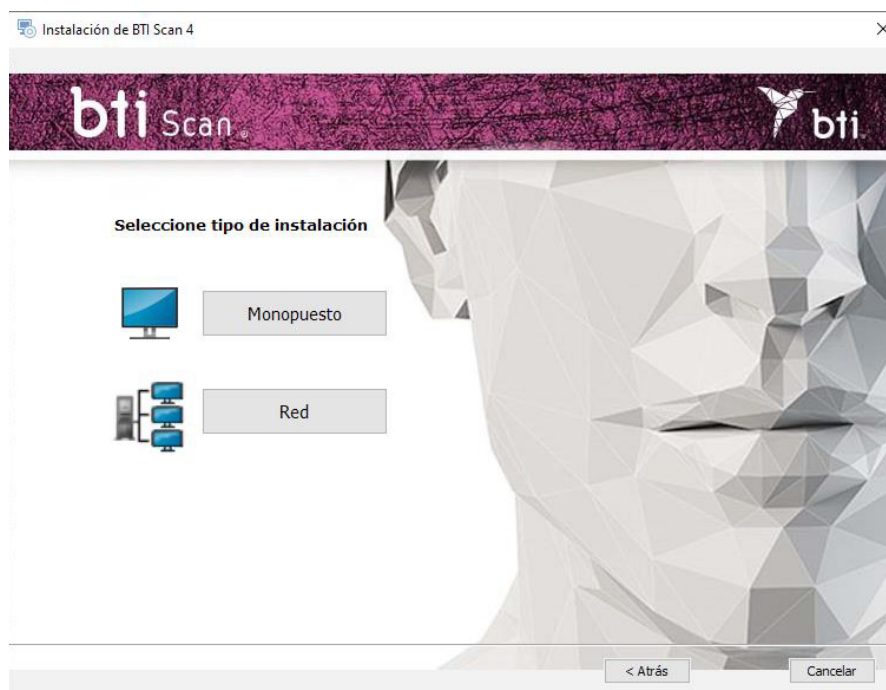 Instalación de BTI Scan 4
bti Scan®
bti
Seleccione tipo de instalación
Monopuesto
Red
< Atrás
Cancelar